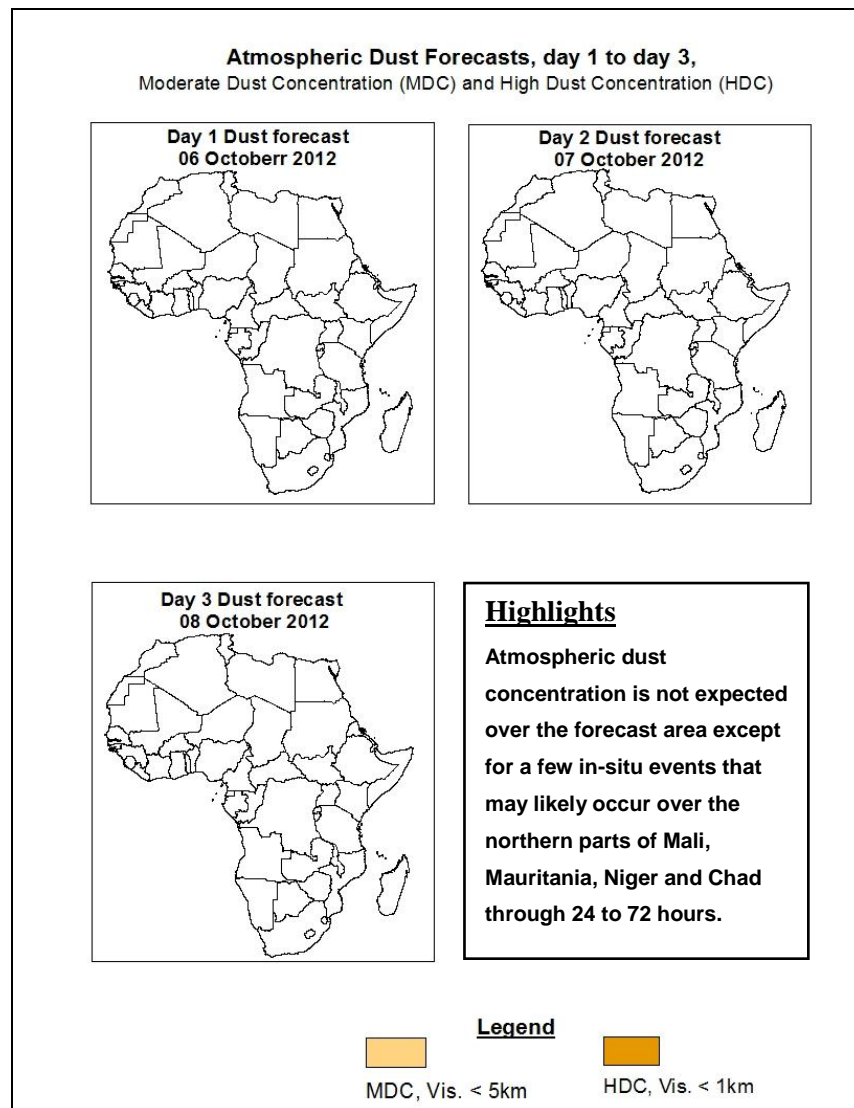 Atmospheric Dust Forecasts, day 1 to day 3,
Moderate Dust Concentration (MDC) and High Dust Concentration (HDC)
Day 1 Dust forecast
06 Octoberr 2012
Day 2 Dust forecast
07 October 2012
Day 3 Dust forecast
08 October 2012
Highlights
Atmospheric dust
concentration is not expected
over the forecast area except
for a few in-situ events that
may likely occur over the
northern parts of Mali,
Mauritania, Niger and Chad
through 24 to 72 hours.
Legend
MDC, Vis. < 5km
HDC, Vis. < 1km